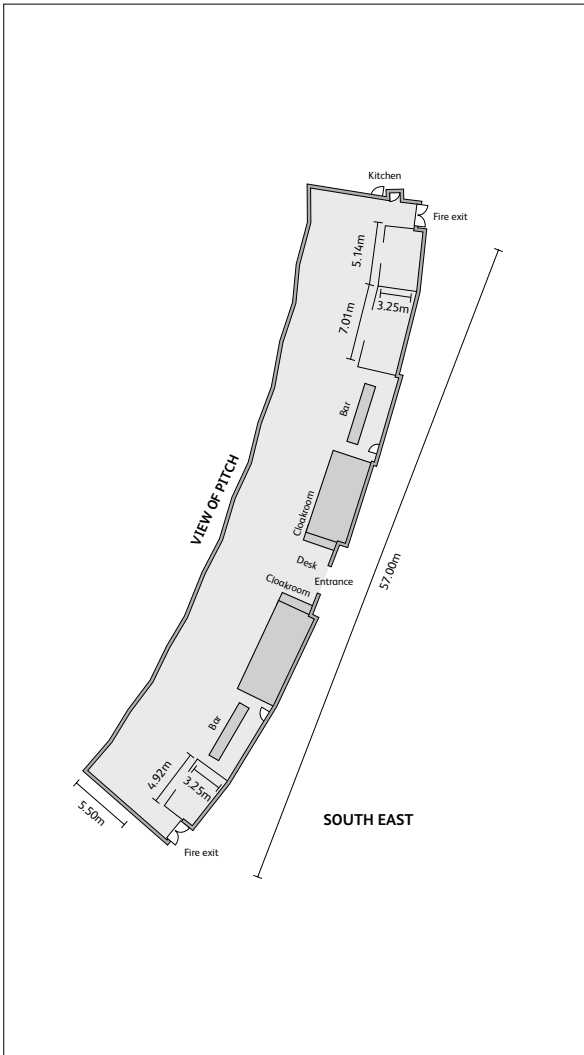 Kitchen
Fire exit
5.14m
3.25m
7.01m
Bar
VIEW OF PITCH
Cloakroom
Desk
Entrance
Cloakroom
57.00m
Bar
4.92m
3.25m
5.50m
SOUTH EAST
Fire exit